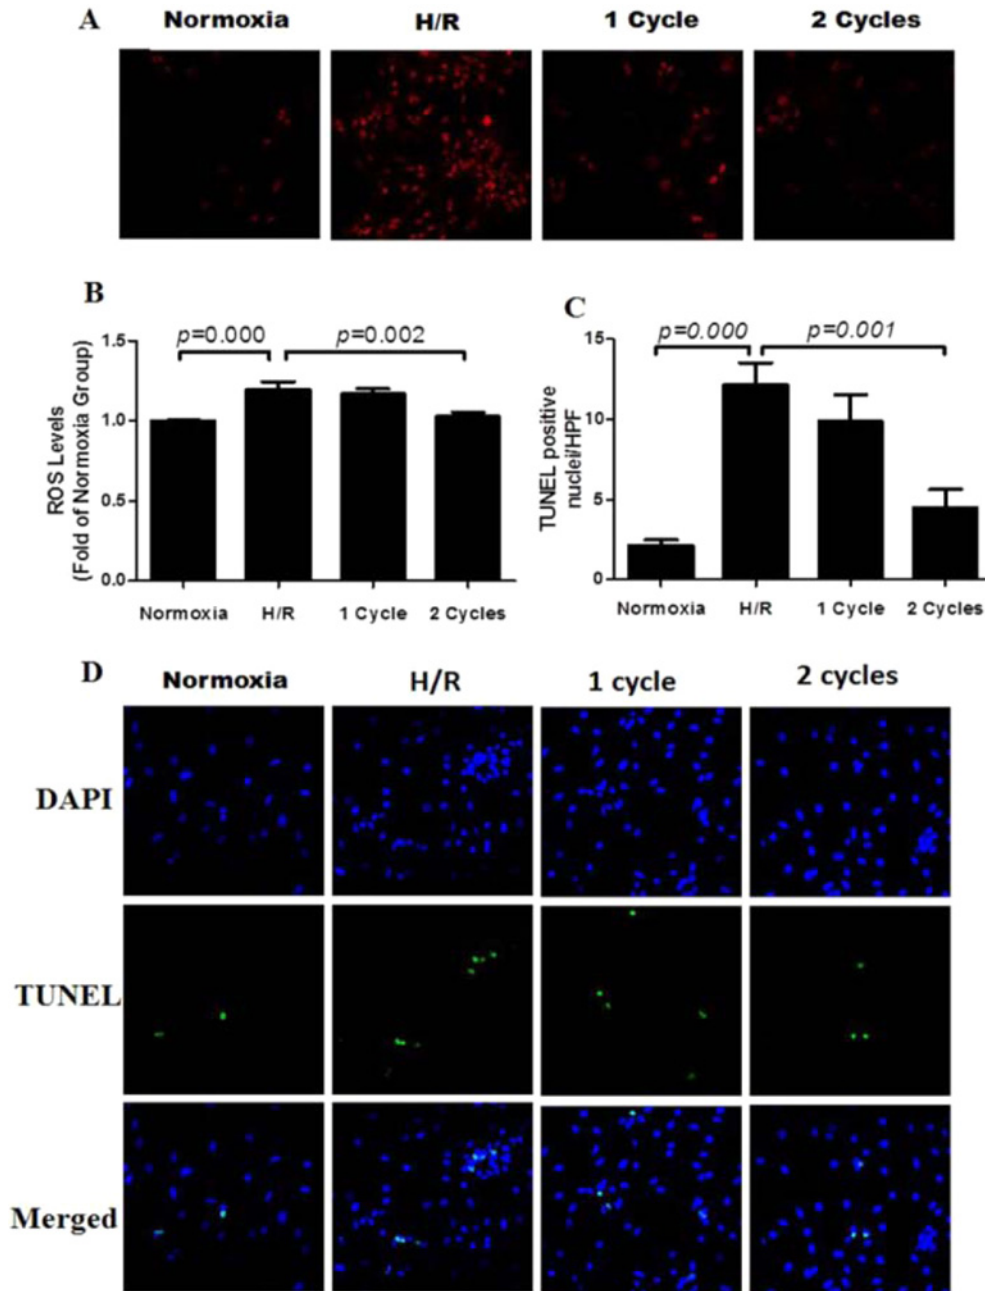 A
Normoxia
H/R
1 Cycle
2 Cycles
B
p=0.000
p=0.002
ROS Levels
(Fold of Normoxia Group)
1.5
1.0
0.5
0.0
Normoxia
H/R
1 Cycle
2 Cycles
C
p=0.000
p=0.001
TUNEL positive
nuclei/HPF
15
10
5
0
Normoxia
H/R
1 Cycle
2 Cycles
D
Normoxia
H/R
1 cycle
2 cycles
DAPI
TUNEL
Merged